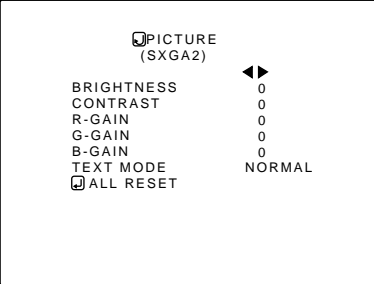 PICTURE
(SXGA2)
BRIGHTNESS 0
CONTRAST 0
R-GAIN 0
G-GAIN 0
B-GAIN 0
TEXT MODE NORMAL
ALL RESET